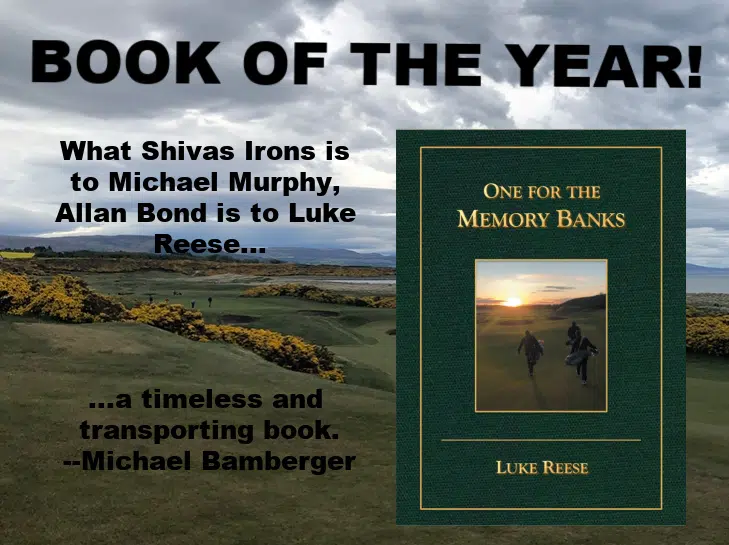 BOOK OF THE YEAR!
What Shivas Irons is
to Michael Murphy,
Allan Bond is to Luke
Reese...
...a timeless and
transporting book.
--Michael Bamberger
ONE FOR THE
MEMORY BANKS
LUKE REESE